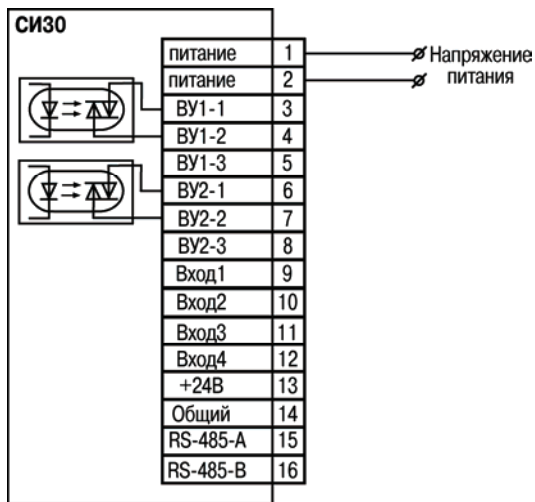 СИ30
питание 1 Напряжение
питание 2 питания
ВУ1-1 3
ВУ1-2 4
ВУ1-3 5
ВУ2-1 6
ВУ2-2 7
ВУ2-3 8
Вход1 9
Вход2 10
Вход3 11
Вход4 12
+24В 13
Общий 14
RS-485-A 15
RS-485-B 16